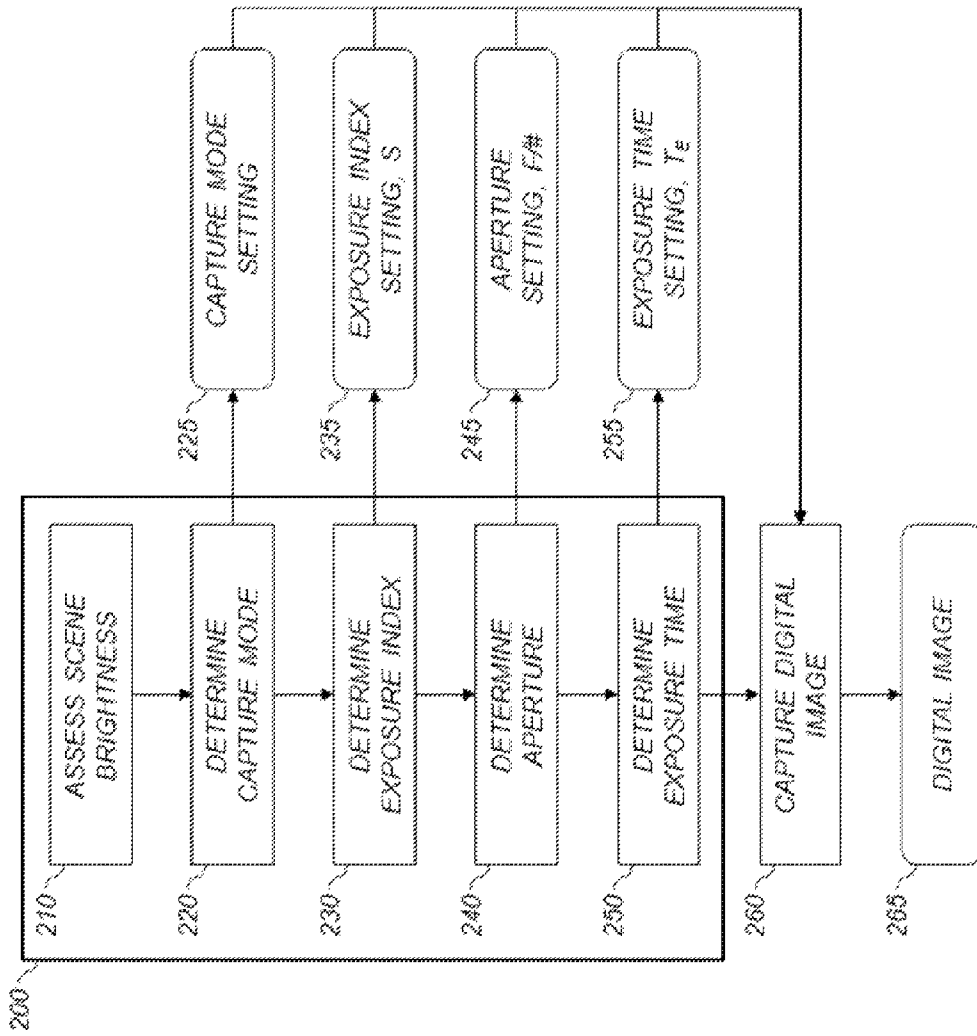 200
210
ASSESS SCENE
BRIGHTNESS
220
DETERMINE
CAPTURE MODE
225
CAPTURE MODE
SETTING
230
DETERMINE
EXPOSURE INDEX
235
EXPOSURE INDEX
SETTING, S
240
DETERMINE
APERTURE
245
APERTURE
SETTING, F/#
250
DETERMINE
EXPOSURE TIME
255
EXPOSURE TIME
SETTING, TE
260
CAPTURE DIGITAL
IMAGE
265
DIGITAL IMAGE